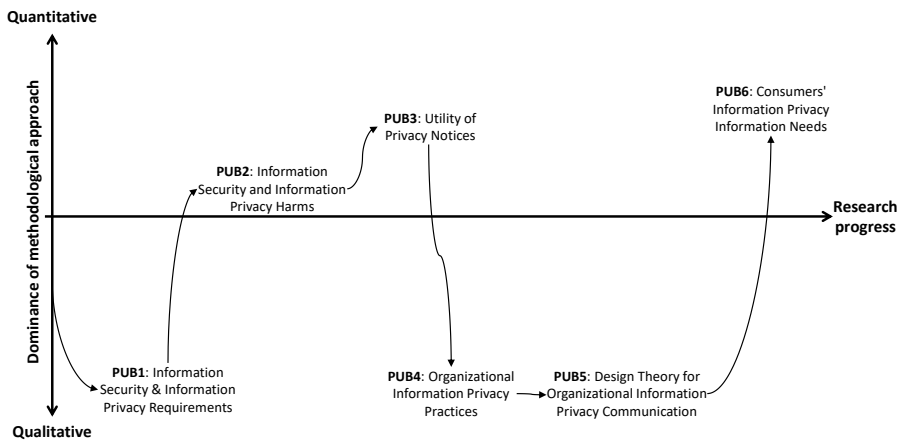 Quantitative
Dominance of methodological approach
PUB6: Consumers'
Information Privacy
Information Needs
PUB3: Utility of
Privacy Notices
PUB2: Information
Security and Information
Privacy Harms
Research
progress
PUB1: Information
Security & Information
Privacy Requirements
PUB4: Organizational
Information Privacy
Practices
PUB5: Design Theory for
Organizational Information
Privacy Communication
Qualitative